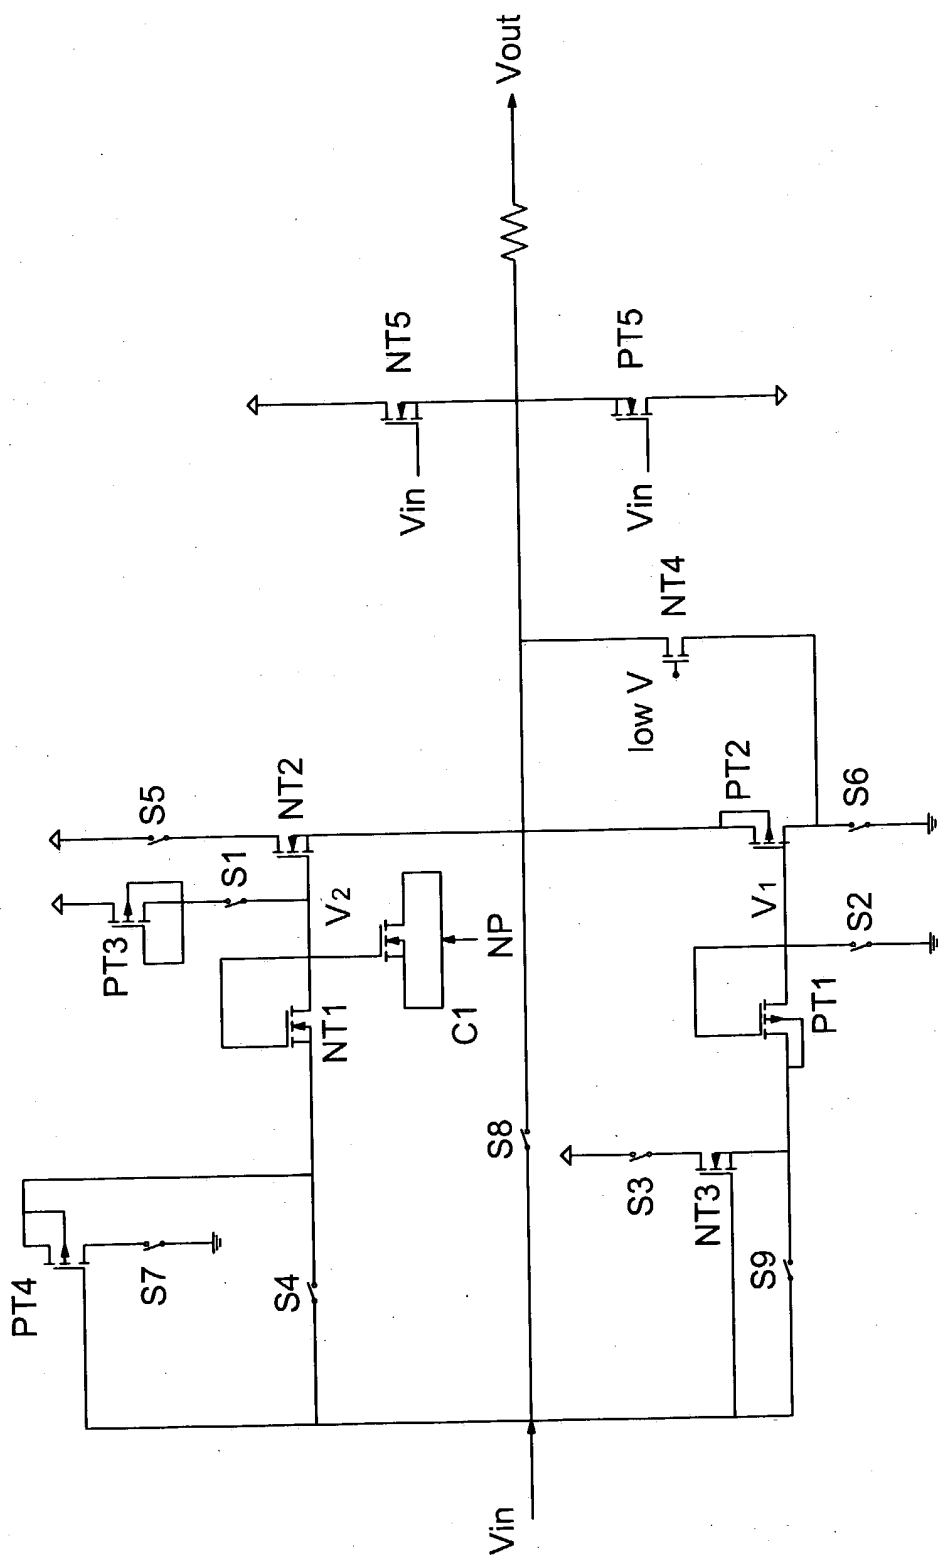 PT4
S7
S4
PT3
S1
S5
NT1
V2
NT2
C1
NP
Vin
NT5
Vin
S8
Vout
low V
NT4
Vin
PT5
S3
NT3
S9
PT1
V1
PT2
S2
S6